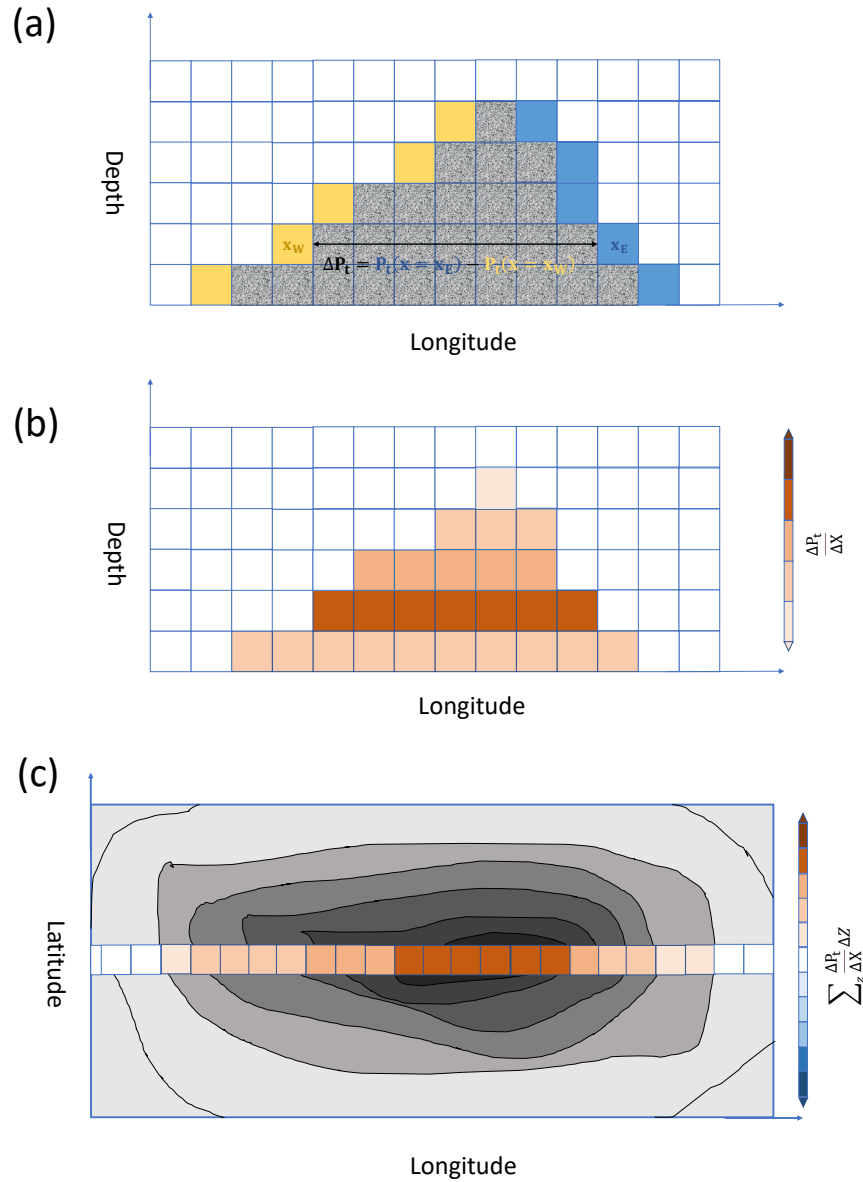 (a)
Depth
x_W
x_E
ΔP_t = P_t(x = x_E) − P_t(x = x_W)
Longitude
(b)
Depth
ΔP_t
ΔX
Longitude
(c)
Latitude
∑_z ΔP_t/ΔX ΔZ
Longitude